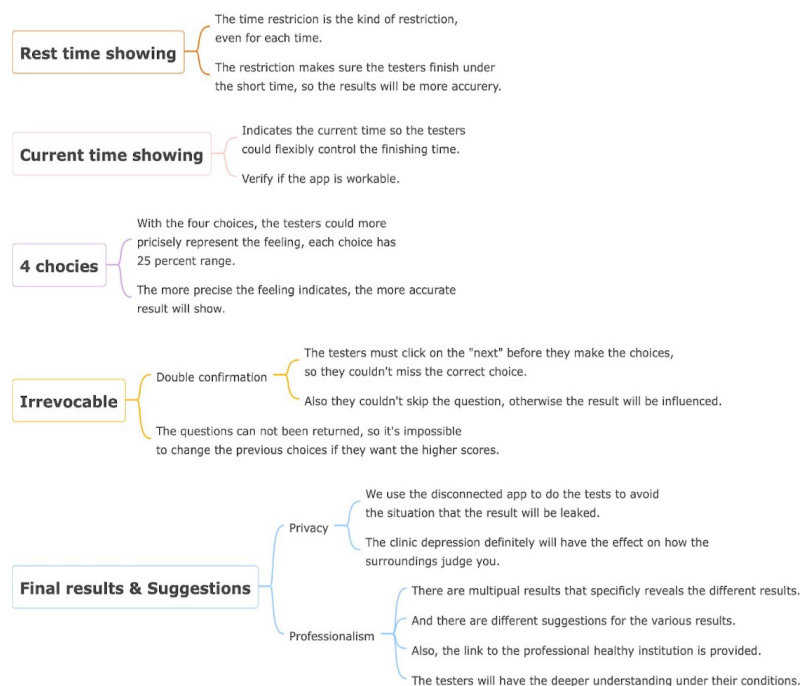 Rest time showing
The time restricion is the kind of restriction,
even for each time.
The restriction makes sure the testers finish under
the short time, so the results will be more accurery.
Current time showing
Indicates the current time so the testers
could flexibly control the finishing time.
Verify if the app is workable.
4 chocies
With the four choices, the testers could more
pricisely represent the feeling, each choice has
25 percent range.
The more precise the feeling indicates, the more accurate
result will show.
Irrevocable
Double confirmation
The testers must click on the "next" before they make the choices,
so they couldn't miss the correct choice.
Also they couldn't skip the question, otherwise the result will be influenced.
The questions can not been returned, so it's impossible
to change the previous choices if they want the higher scores.
Final results & Suggestions
Privacy
We use the disconnected app to do the tests to avoid
the situation that the result will be leaked.
The clinic depression definitely will have the effect on how the
surroundings judge you.
Professionalism
There are multipual results that specificly reveals the different results.
And there are different suggestions for the various results.
Also, the link to the professional healthy institution is provided.
The testers will have the deeper understanding under their conditions.